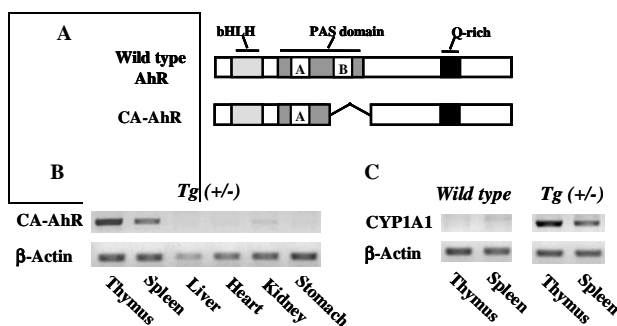 A
bHLH PAS domain Q-rich
Wild type
AhR
A B
CA-AhR
A
B
Tg (+/-)
CA-AhR
β-Actin
Thymus Spleen Liver Heart Kidney Stomach
C
Wild type Tg (+/-)
CYP1A1
β-Actin
Thymus Spleen Thymus Spleen